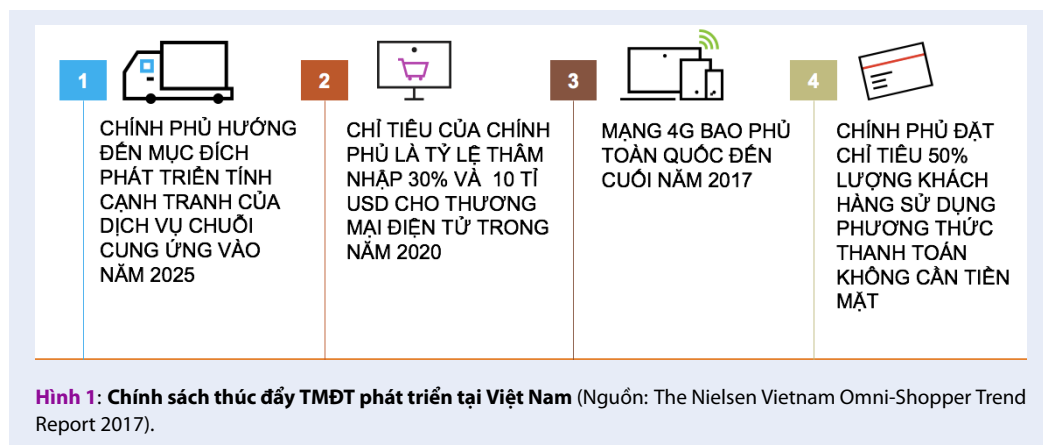 1
CHÍNH PHỦ HƯỚNG
ĐẾN MỤC ĐÍCH
PHÁT TRIỂN TÍNH
CẠNH TRANH CỦA
DỊCH VỤ CHUỖI
CUNG ỨNG VÀO
NĂM 2025
2
CHỈ TIÊU CỦA CHÍNH
PHỦ LÀ TỶ LỆ THÂM
NHẬP 30% VÀ 10 TỈ
USD CHO THƯƠNG
MẠI ĐIỆN TỬ TRONG
NĂM 2020
3
MẠNG 4G BAO PHỦ
TOÀN QUỐC ĐẾN
CUỐI NĂM 2017
4
CHÍNH PHỦ ĐẶT
CHỈ TIÊU 50%
LƯỢNG KHÁCH
HÀNG SỬ DỤNG
PHƯƠNG THỨC
THANH TOÁN
KHÔNG CẦN TIỀN
MẶT
Hình 1: Chính sách thúc đẩy TMĐT phát triển tại Việt Nam (Nguồn: The Nielsen Vietnam Omni-Shopper Trend
Report 2017).